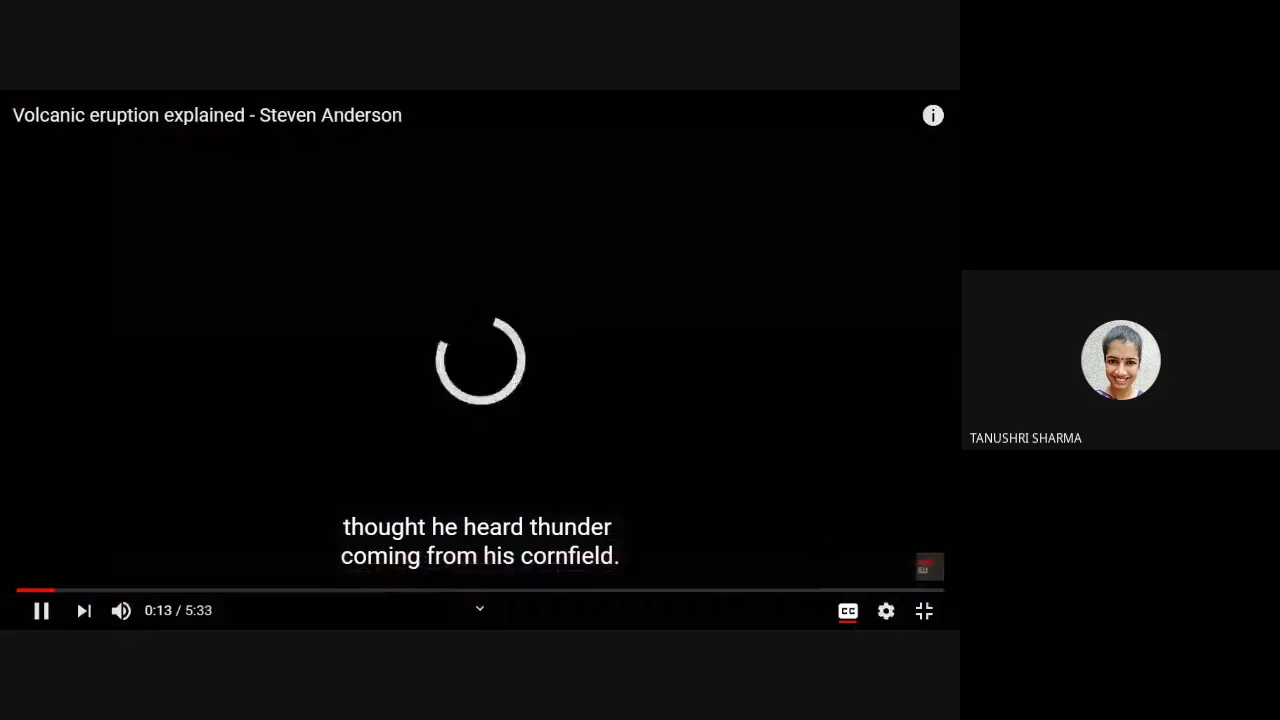 Volcanic eruption explained - Steven Anderson
thought he heard thunder
coming from his cornfield.
0:13 / 5:33
CC
TANUSHRI SHARMA